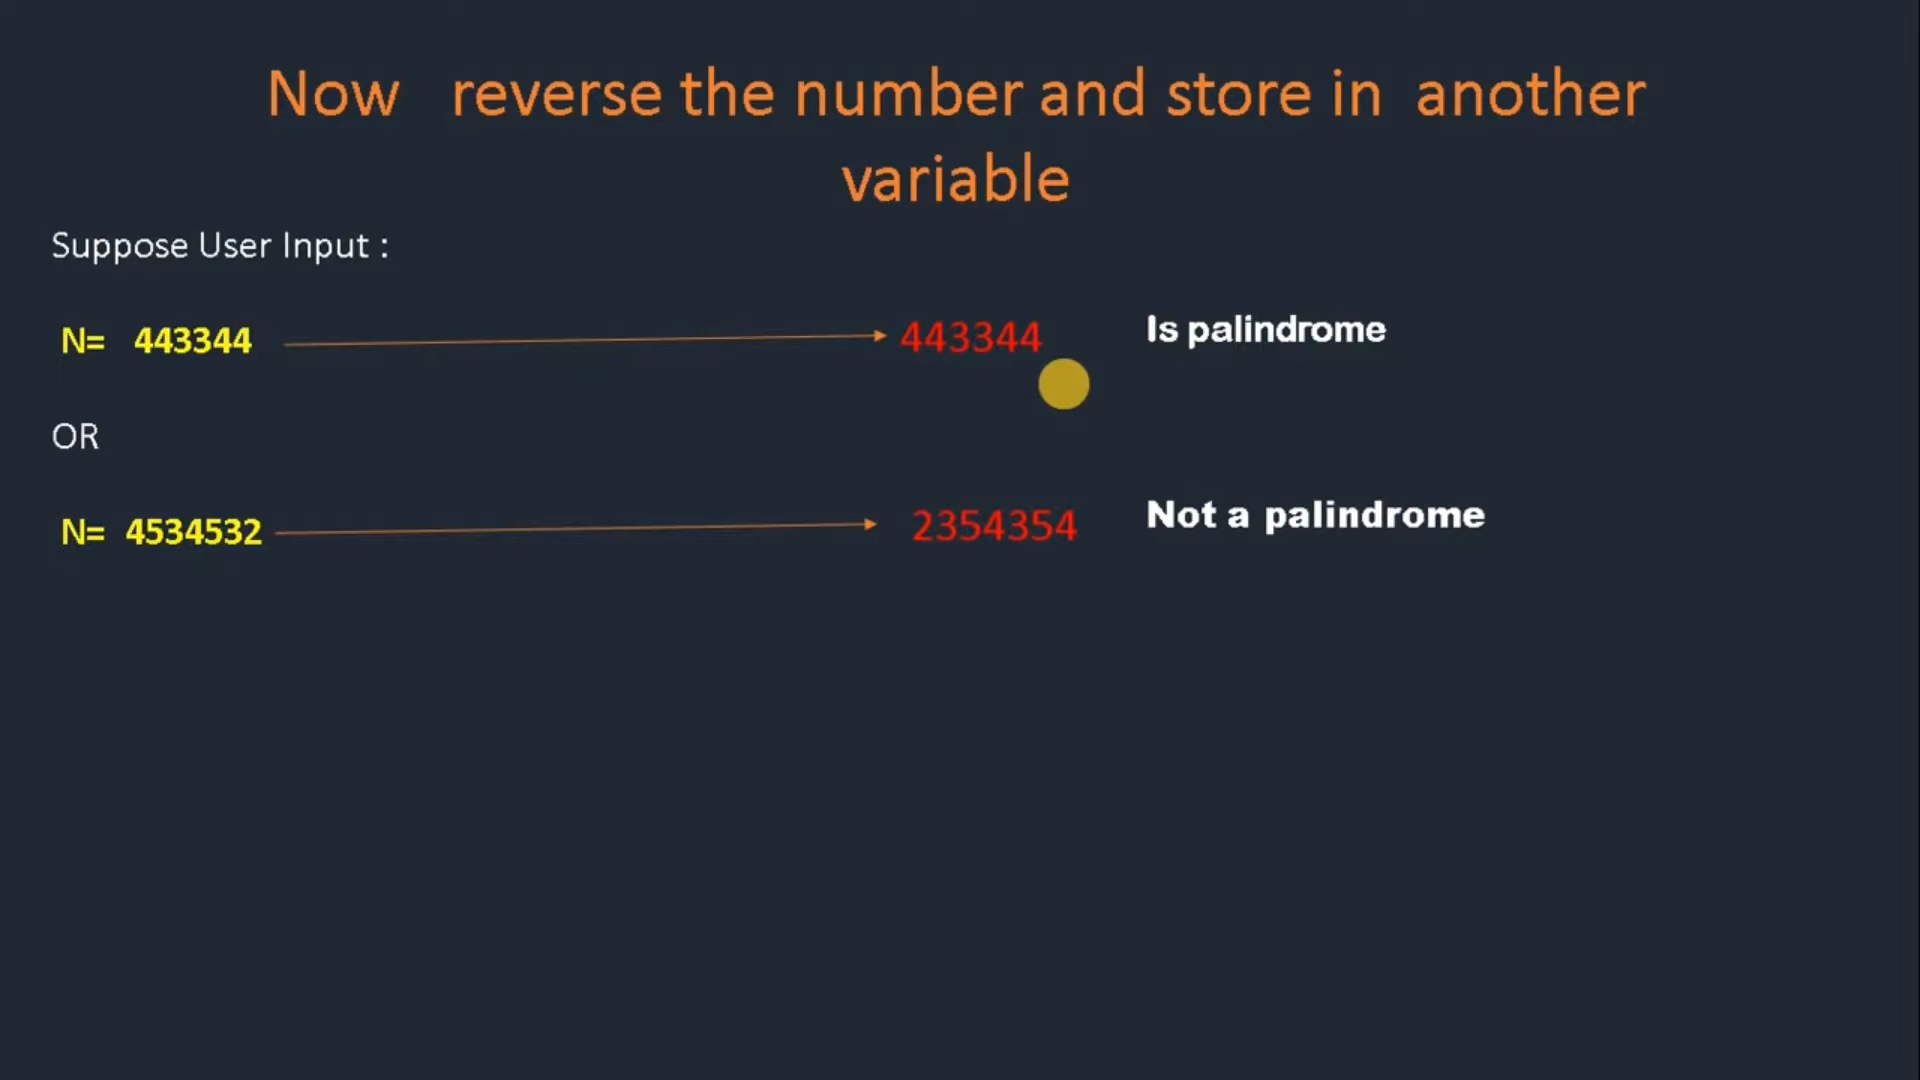 Now reverse the number and store in another
variable
Suppose User Input :
N= 443344 443344 Is palindrome
OR
N= 4534532 2354354 Not a palindrome